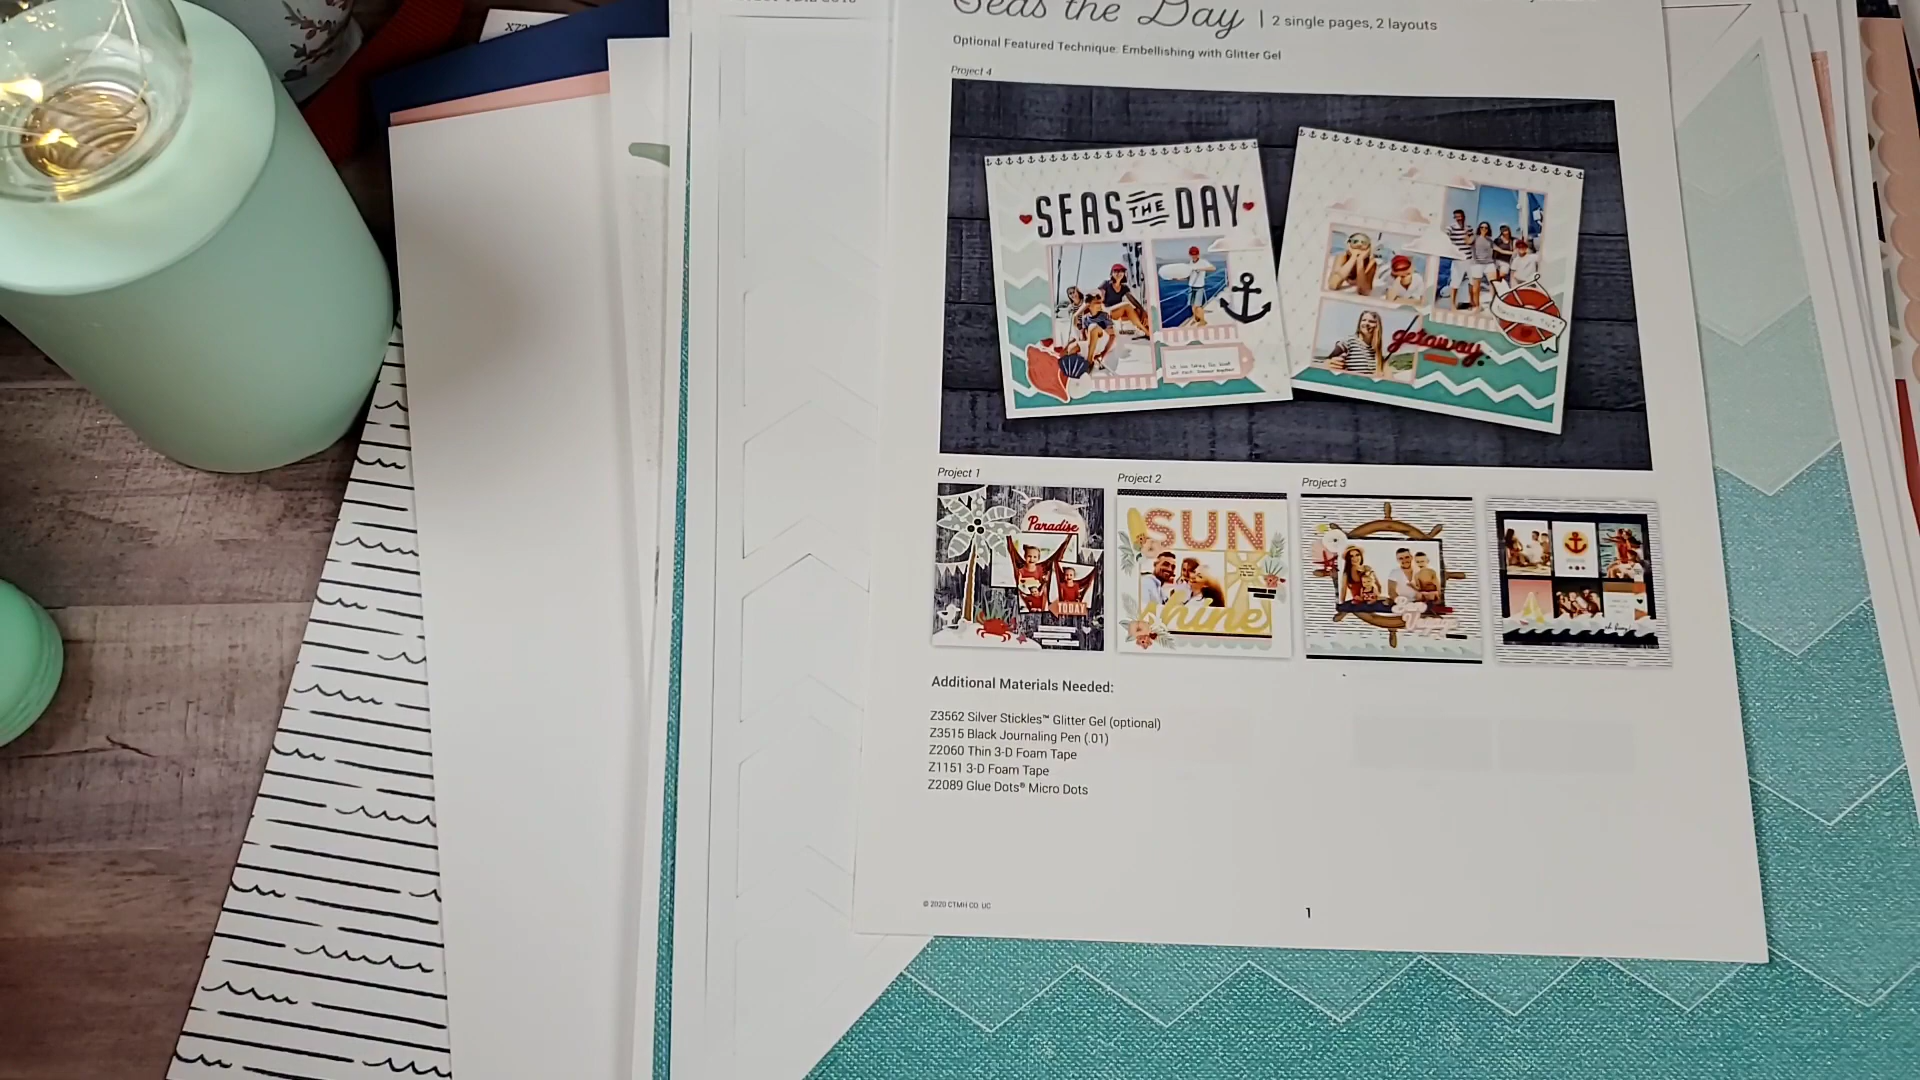 Seas the Day | 2 single pages, 2 layouts
Optional Featured Technique: Embellishing with Glitter Gel
Project 4
SEAS THE DAY
getaway
Project 1
Project 2
Project 3
Paradise
TODAY
SUN
shine
Additional Materials Needed:
Z3562 Silver Stickles™ Glitter Gel (optional)
Z3515 Black Journaling Pen (.01)
Z2060 Thin 3-D Foam Tape
Z1151 3-D Foam Tape
Z2089 Glue Dots® Micro Dots
© 2020 CTMH CO. LLC
1